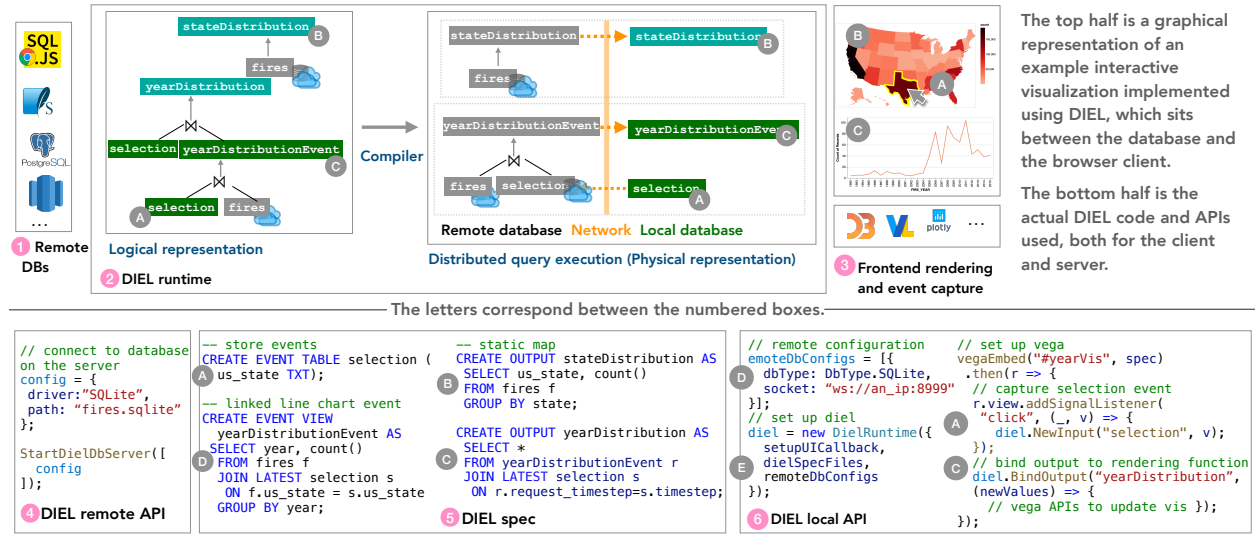 SQL
.JS
PostgreSQL
...
1 Remote
DBs
stateDistribution
B
fires
yearDistribution
⋈
selection yearDistributionEvent
C
⋈
A
selection
fires
Logical representation
2 DIEL runtime
Compiler
stateDistribution
stateDistribution
B
fires
yearDistributionEvent
yearDistributionEve
C
⋈
fires
selection
selection
A
Remote database Network Local database
Distributed query execution (Physical representation)
B
A
C
FIRE_YEAR
D3
VL
plotly
...
3 Frontend rendering
and event capture
The top half is a graphical
representation of an
example interactive
visualization implemented
using DIEL, which sits
between the database and
the browser client.
The bottom half is the
actual DIEL code and APIs
used, both for the client
and server.
The letters correspond between the numbered boxes.
// connect to database
on the server
config = {
driver:"SQLite",
path: "fires.sqlite"
};
StartDielDbServer([
config
]);
4 DIEL remote API
-- store events
CREATE EVENT TABLE selection (
A
us_state TXT);
-- linked line chart event
CREATE EVENT VIEW
yearDistributionEvent AS
SELECT year, count()
D
FROM fires f
JOIN LATEST selection s
ON f.us_state = s.us_state
GROUP BY year;
-- static map
CREATE OUTPUT stateDistribution AS
B
SELECT us_state, count()
FROM fires f
GROUP BY state;
CREATE OUTPUT yearDistribution AS
SELECT *
C
FROM yearDistributionEvent r
JOIN LATEST selection s
ON r.request_timestep=s.timestep;
5 DIEL spec
// remote configuration
emoteDbConfigs = [{
D
dbType: DbType.SQLite,
socket: "ws://an_ip:8999"
}];
// set up diel
diel = new DielRuntime({
setupUICallback,
E
dielSpecFiles,
remoteDbConfigs
});
6 DIEL local API
// set up vega
vegaEmbed("#yearVis", spec)
.then(r => {
// capture selection event
r.view.addSignalListener(
A
"click", (_, v) => {
diel.NewInput("selection", v);
});
C
// bind output to rendering function
diel.BindOutput("yearDistribution",
(newValues) => {
// vega APIs to update vis });
});